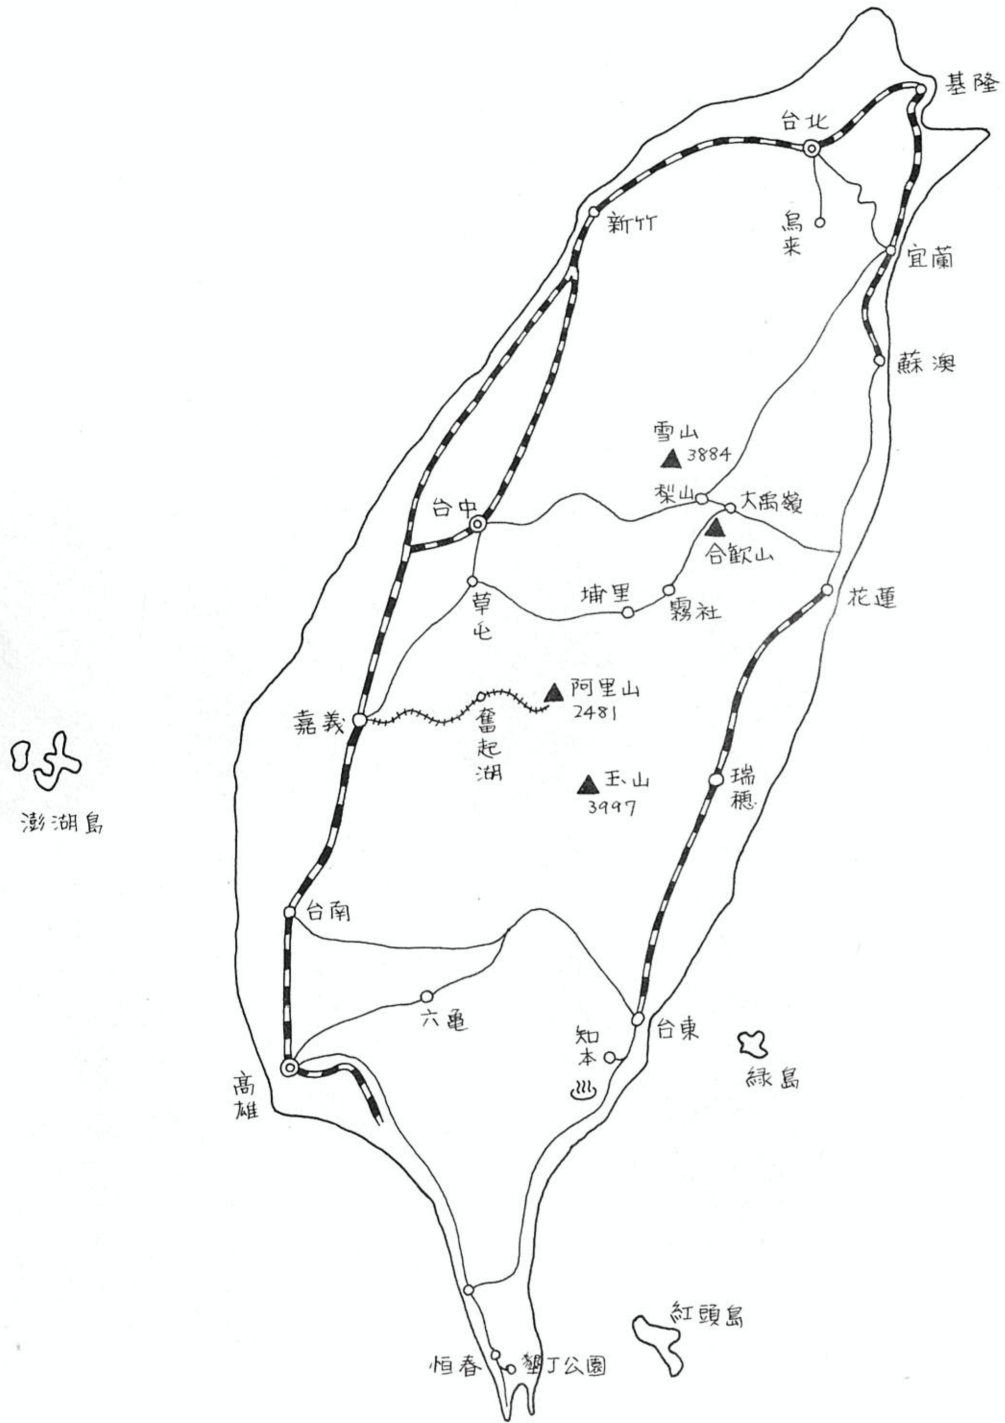 基隆
台北
新竹
烏来
宜蘭
蘇澳
雪山
3884
梨山
大禹嶺
台中
合歓山
草屯
埔里
霧社
花蓮
阿里山
2481
嘉義
奮起湖
玉山
3997
瑞穂
澎湖島
台南
六亀
知本
台東
緑島
高雄
紅頭島
恒春
墾丁公園